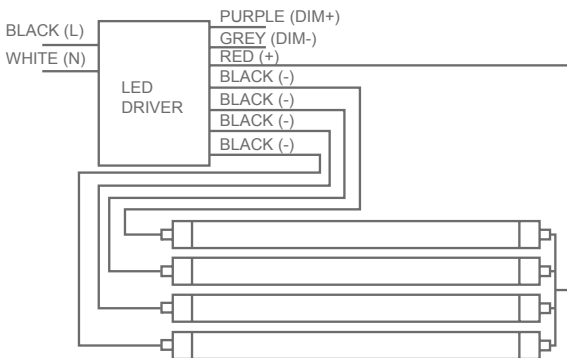 BLACK (L)
WHITE (N)
LED
DRIVER
PURPLE (DIM+)
GREY (DIM-)
RED (+)
BLACK (-)
BLACK (-)
BLACK (-)
BLACK (-)